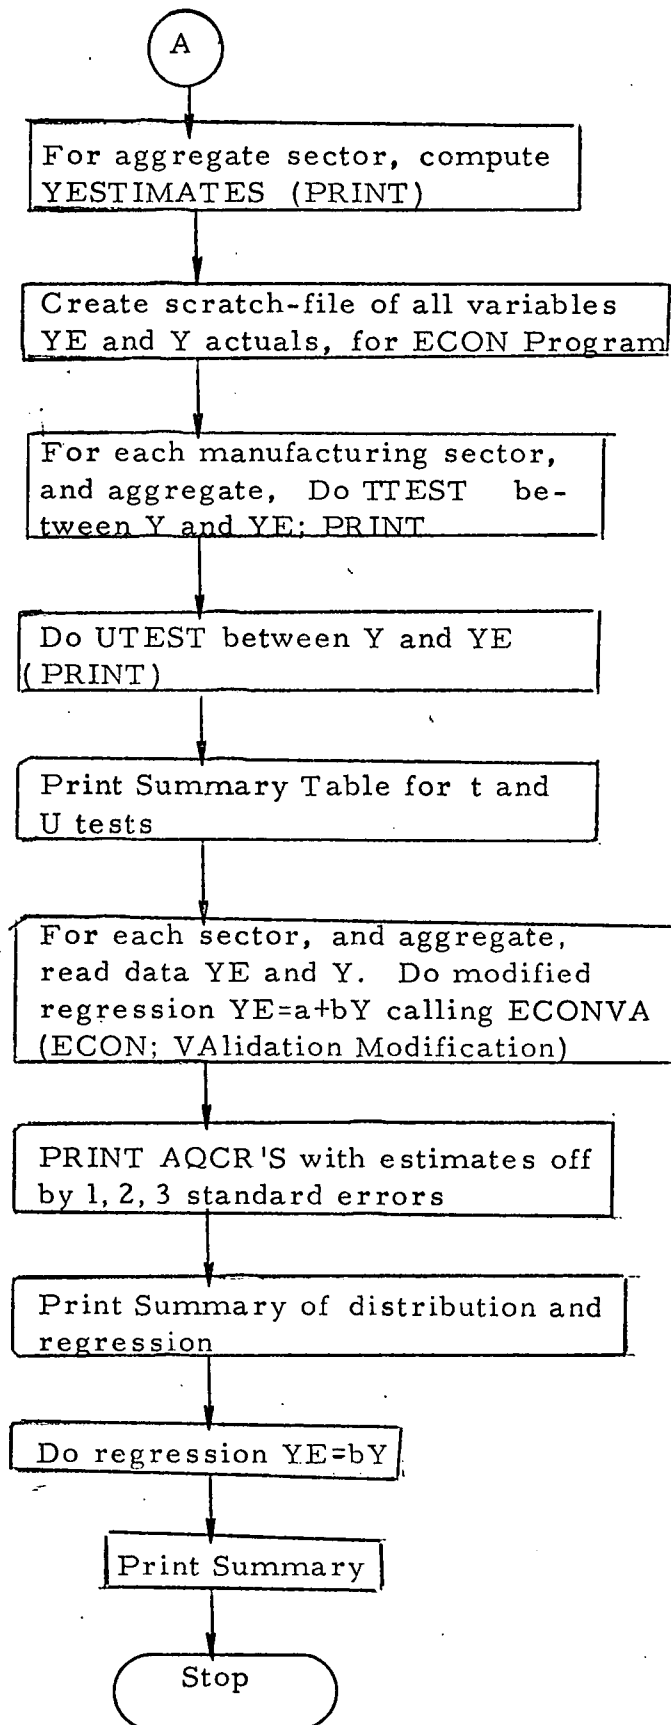 A
For aggregate sector, compute
YESTIMATES (PRINT)
Create scratch-file of all variables
YE and Y actuals, for ECON Program
For each manufacturing sector,
and aggregate, Do TTEST be-
tween Y and YE; PRINT
Do UTEST between Y and YE
(PRINT)
Print Summary Table for t and
U tests
For each sector, and aggregate,
read data YE and Y. Do modified
regression YE=a+bY calling ECONVA
(ECON; VAlidation Modification)
PRINT AQCR'S with estimates off
by 1, 2, 3 standard errors
Print Summary of distribution and
regression
Do regression YE=bY
Print Summary
Stop